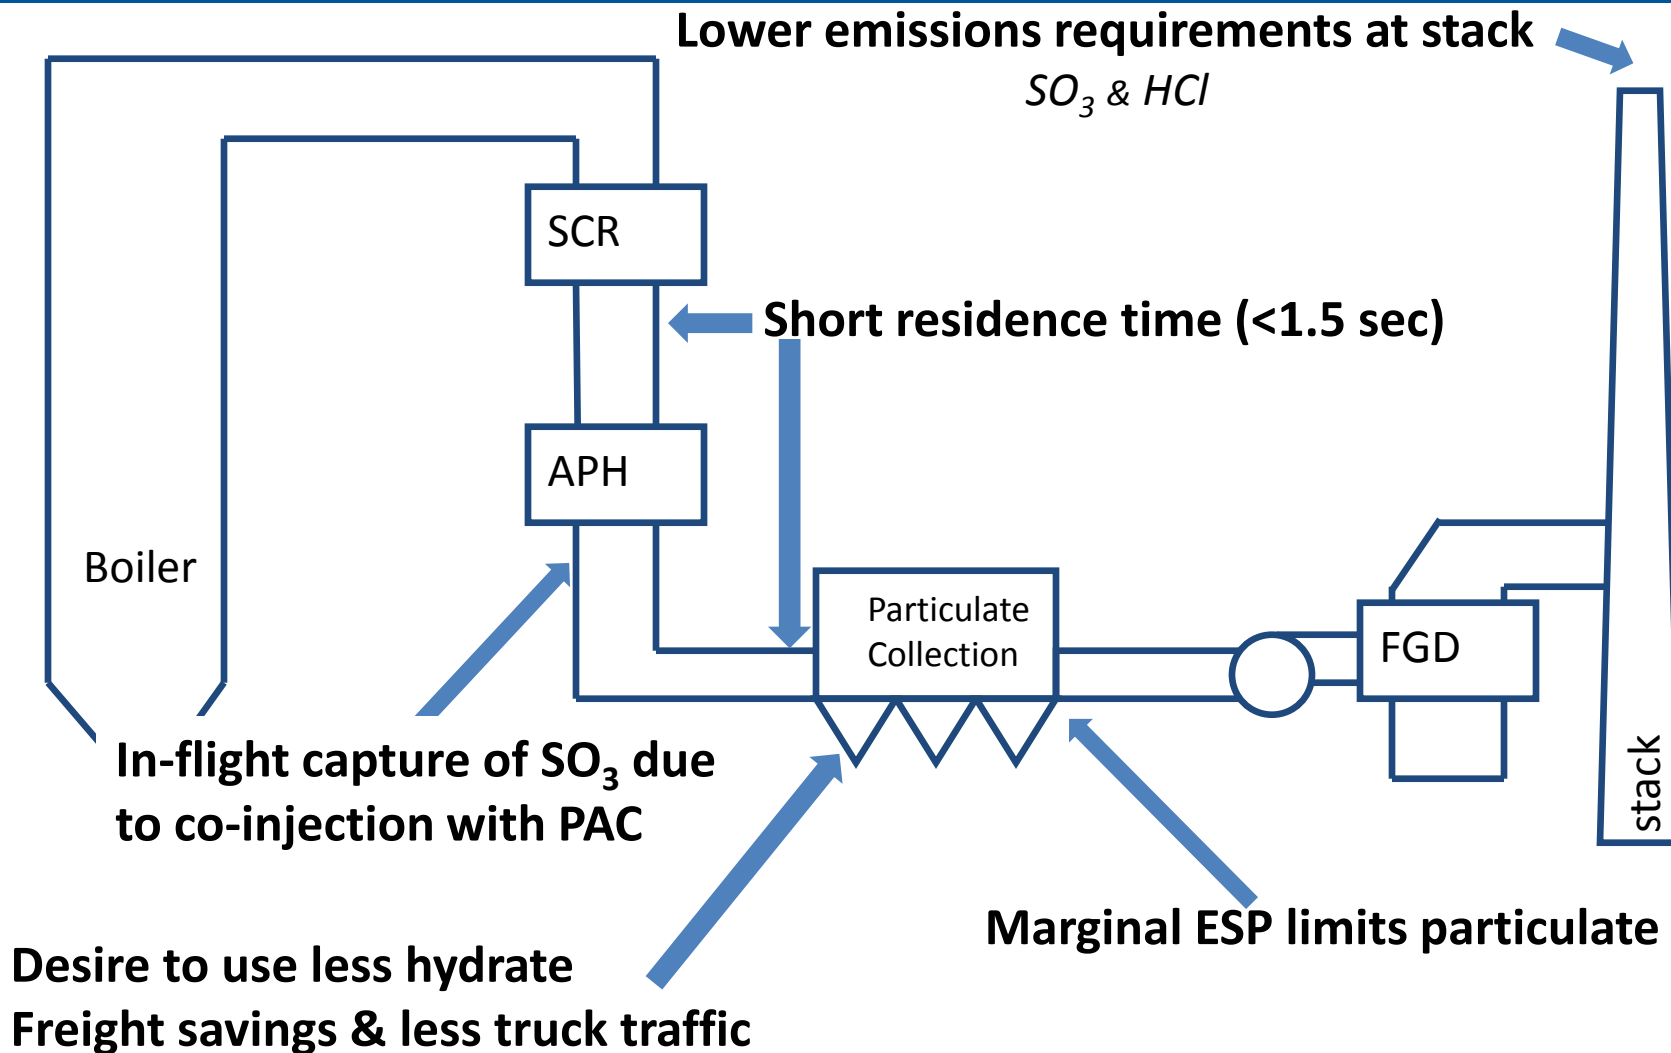 Lower emissions requirements at stack
SO3 & HCl
SCR
Short residence time (<1.5 sec)
APH
Boiler
Particulate
Collection
FGD
stack
In-flight capture of SO3 due
to co-injection with PAC
Marginal ESP limits particulate
Desire to use less hydrate
Freight savings & less truck traffic